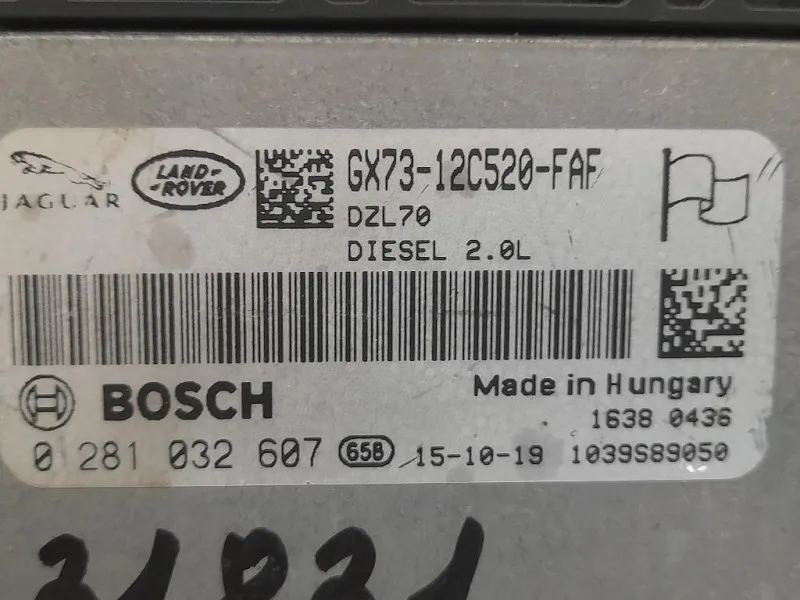 JAGUAR
LAND-
-ROVER
GX73-12C520-FAF
DZL70
DIESEL 2.0L
BOSCH
Made in Hungary
1638 0436
0 281 032 607 658 15-10-19 1039S89050